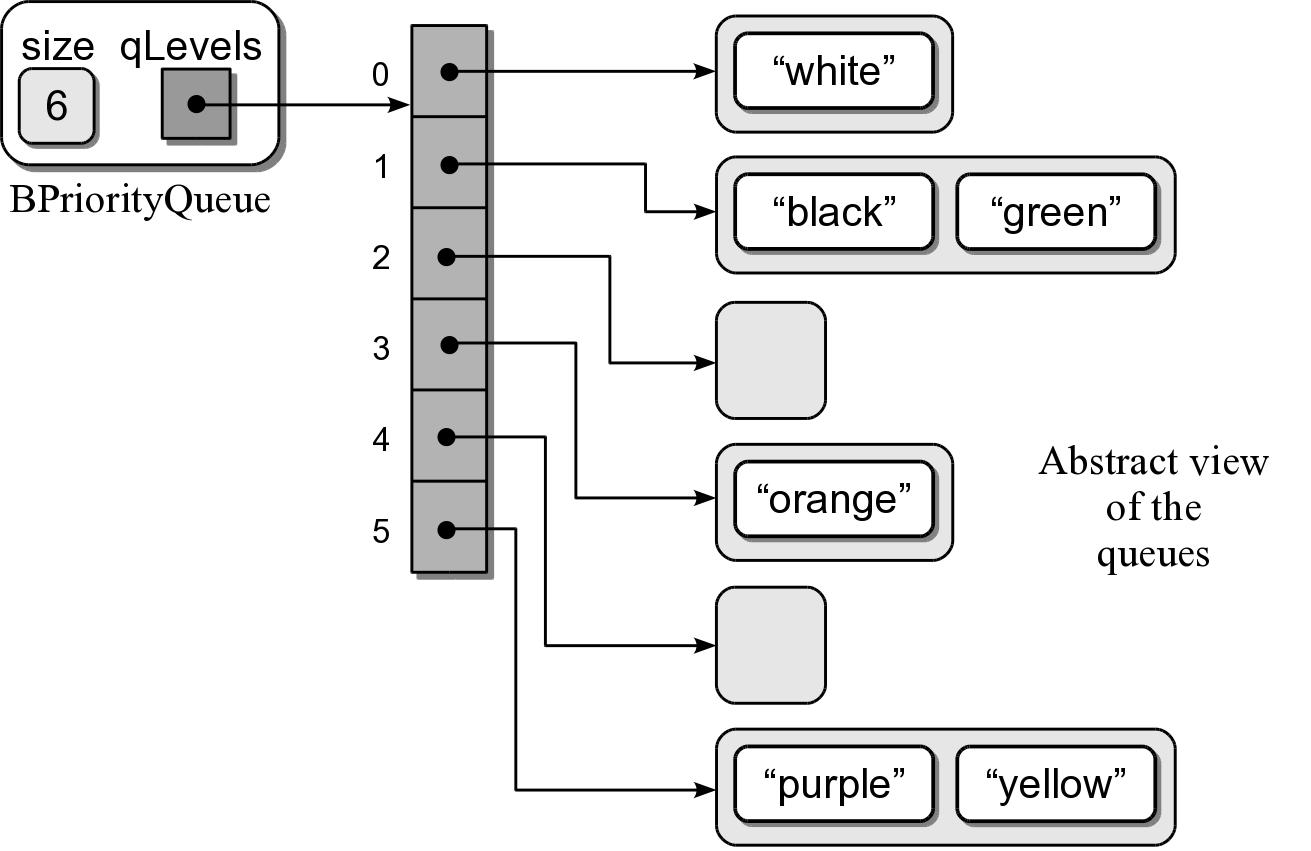 size qLevels
6
BPriorityQueue
0
“white”
1
“black” “green”
2
3
“orange”
4
5
“purple” “yellow”
Abstract view
of the
queues